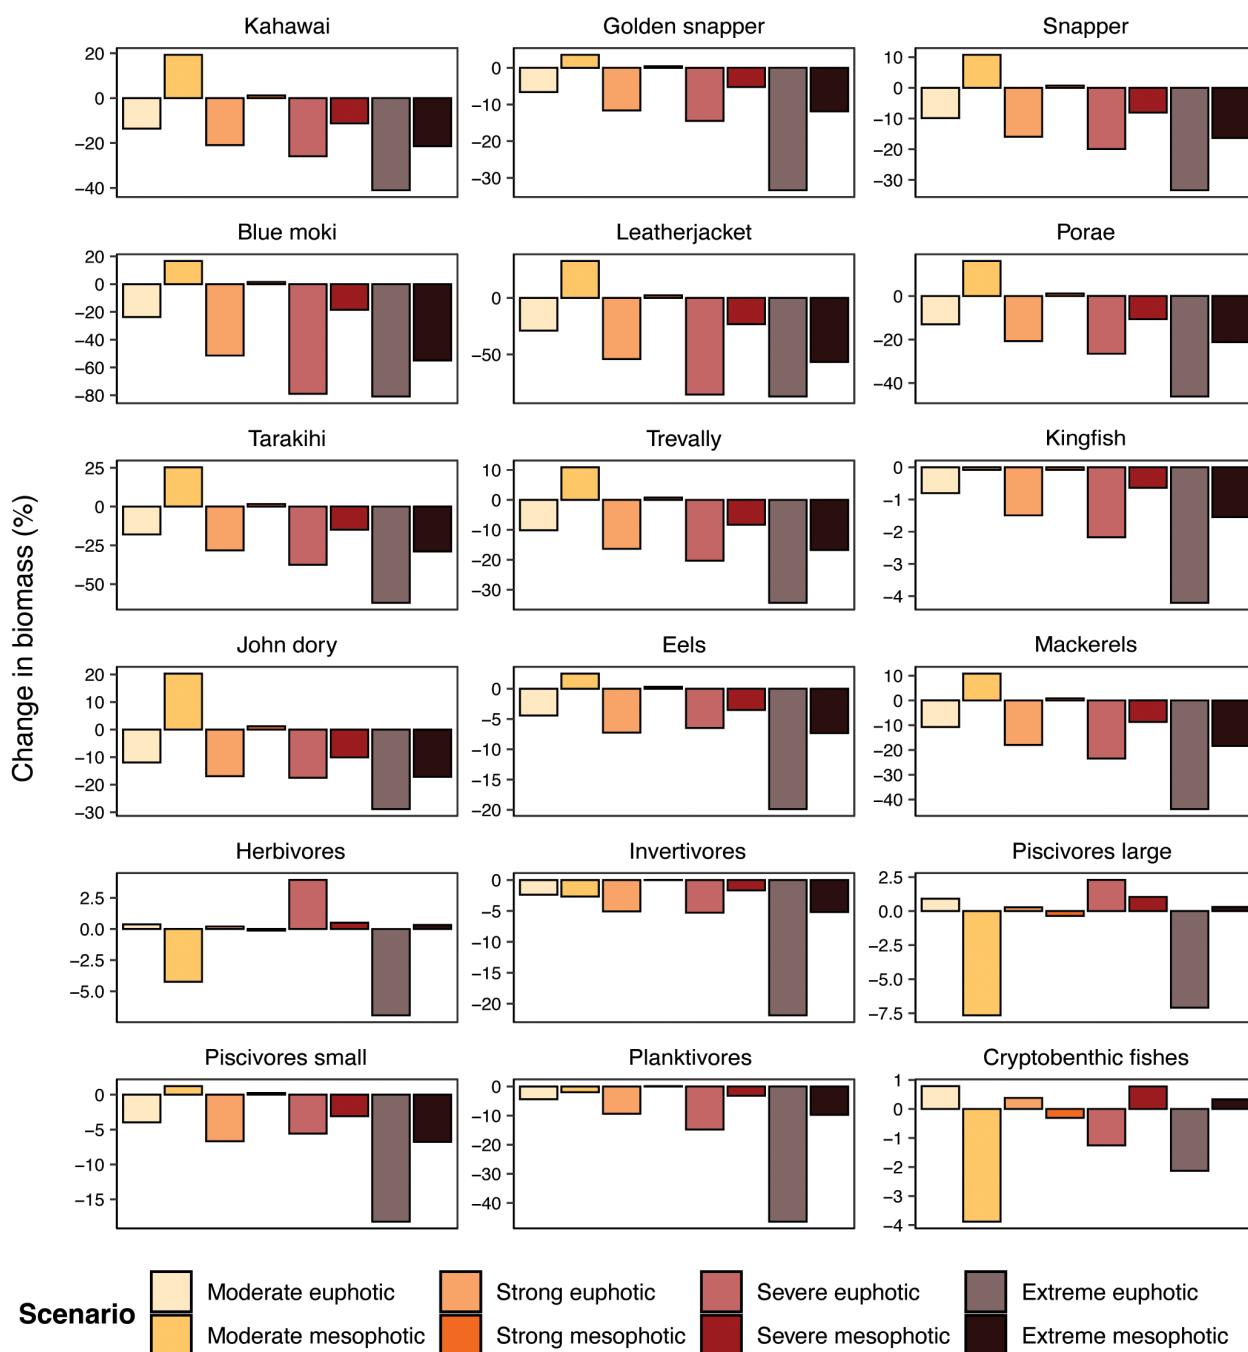 Kahawai Golden snapper Snapper
20 0 −20 −40
0 −10 −20 −30
10 0 −10 −20 −30
Blue moki Leatherjacket Porae
20 0 −20 −40 −60 −80
0 −50
0 −20 −40
Tarakihi Trevally Kingfish
25 0 −25 −50
10 0 −10 −20 −30
0 −1 −2 −3 −4
Change in biomass (%)
John dory Eels Mackerels
20 10 0 −10 −20 −30
0 −5 −10 −15 −20
10 0 −10 −20 −30 −40
Herbivores Invertivores Piscivores large
2.5 0.0 −2.5 −5.0
0 −5 −10 −15 −20
2.5 0.0 −2.5 −5.0 −7.5
Piscivores small Planktivores Cryptobenthic fishes
0 −5 −10 −15
0 −10 −20 −30 −40
1 0 −1 −2 −3 −4
Scenario
Moderate euphotic Strong euphotic Severe euphotic Extreme euphotic
Moderate mesophotic Strong mesophotic Severe mesophotic Extreme mesophotic